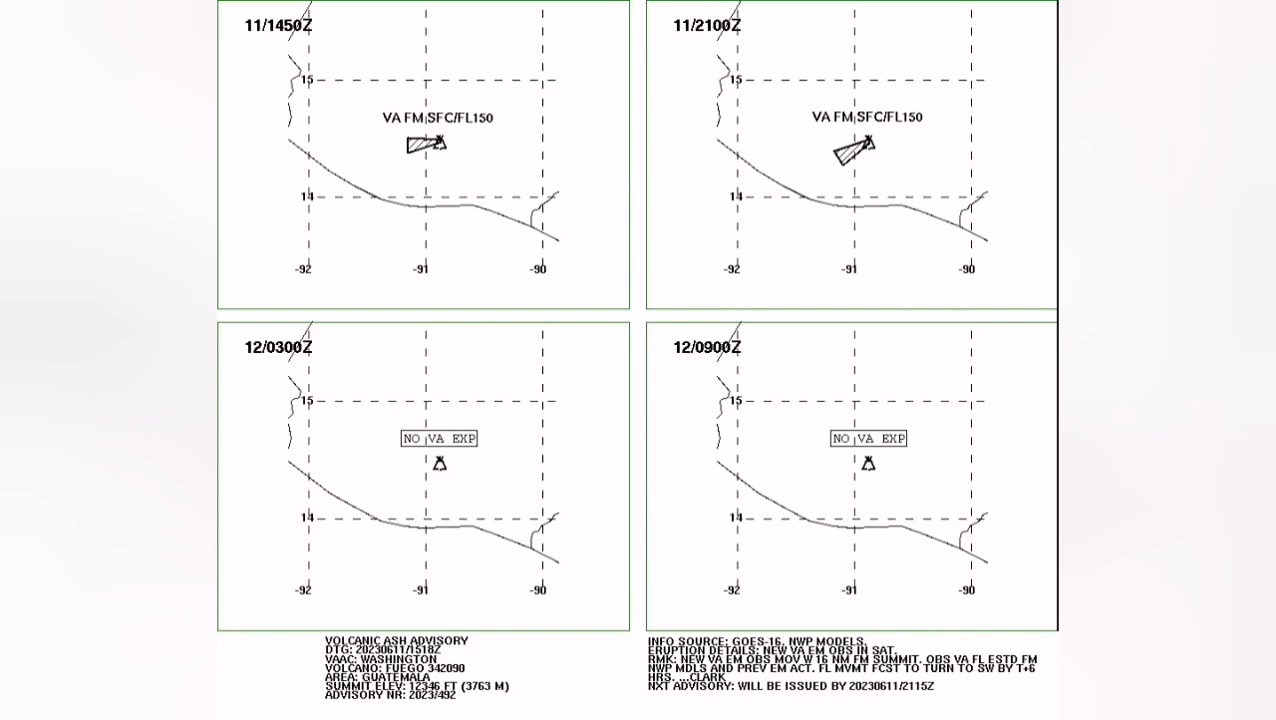 11/1450Z
15
VA FM SFC/FL150
14
-92
-91
-90
11/2100Z
15
VA FM SFC/FL150
14
-92
-91
-90
12/0300Z
15
NO VA EXP
14
-92
-91
-90
12/0900Z
15
NO VA EXP
14
-92
-91
-90
VOLCANIC ASH ADVISORY
DTG: 20230611/1518Z
VAAC: WASHINGTON
VOLCANO: FUEGO 342090
AREA: GUATEMALA
SUMMIT ELEV: 12346 FT (3763 M)
ADVISORY NR: 2023/492
INFO SOURCE: GOES-16. NWP MODELS.
ERUPTION DETAILS: NEW VA EM OBS IN SAT.
RMK: NEW VA EM OBS MOV W 16 NM FM SUMMIT. OBS VA FL ESTD FM
NWP MDLS AND PREV EM ACT. FL MVMT FCST TO TURN TO SW BY T+6
HRS. ...CLARK
NXT ADVISORY: WILL BE ISSUED BY 20230611/2115Z